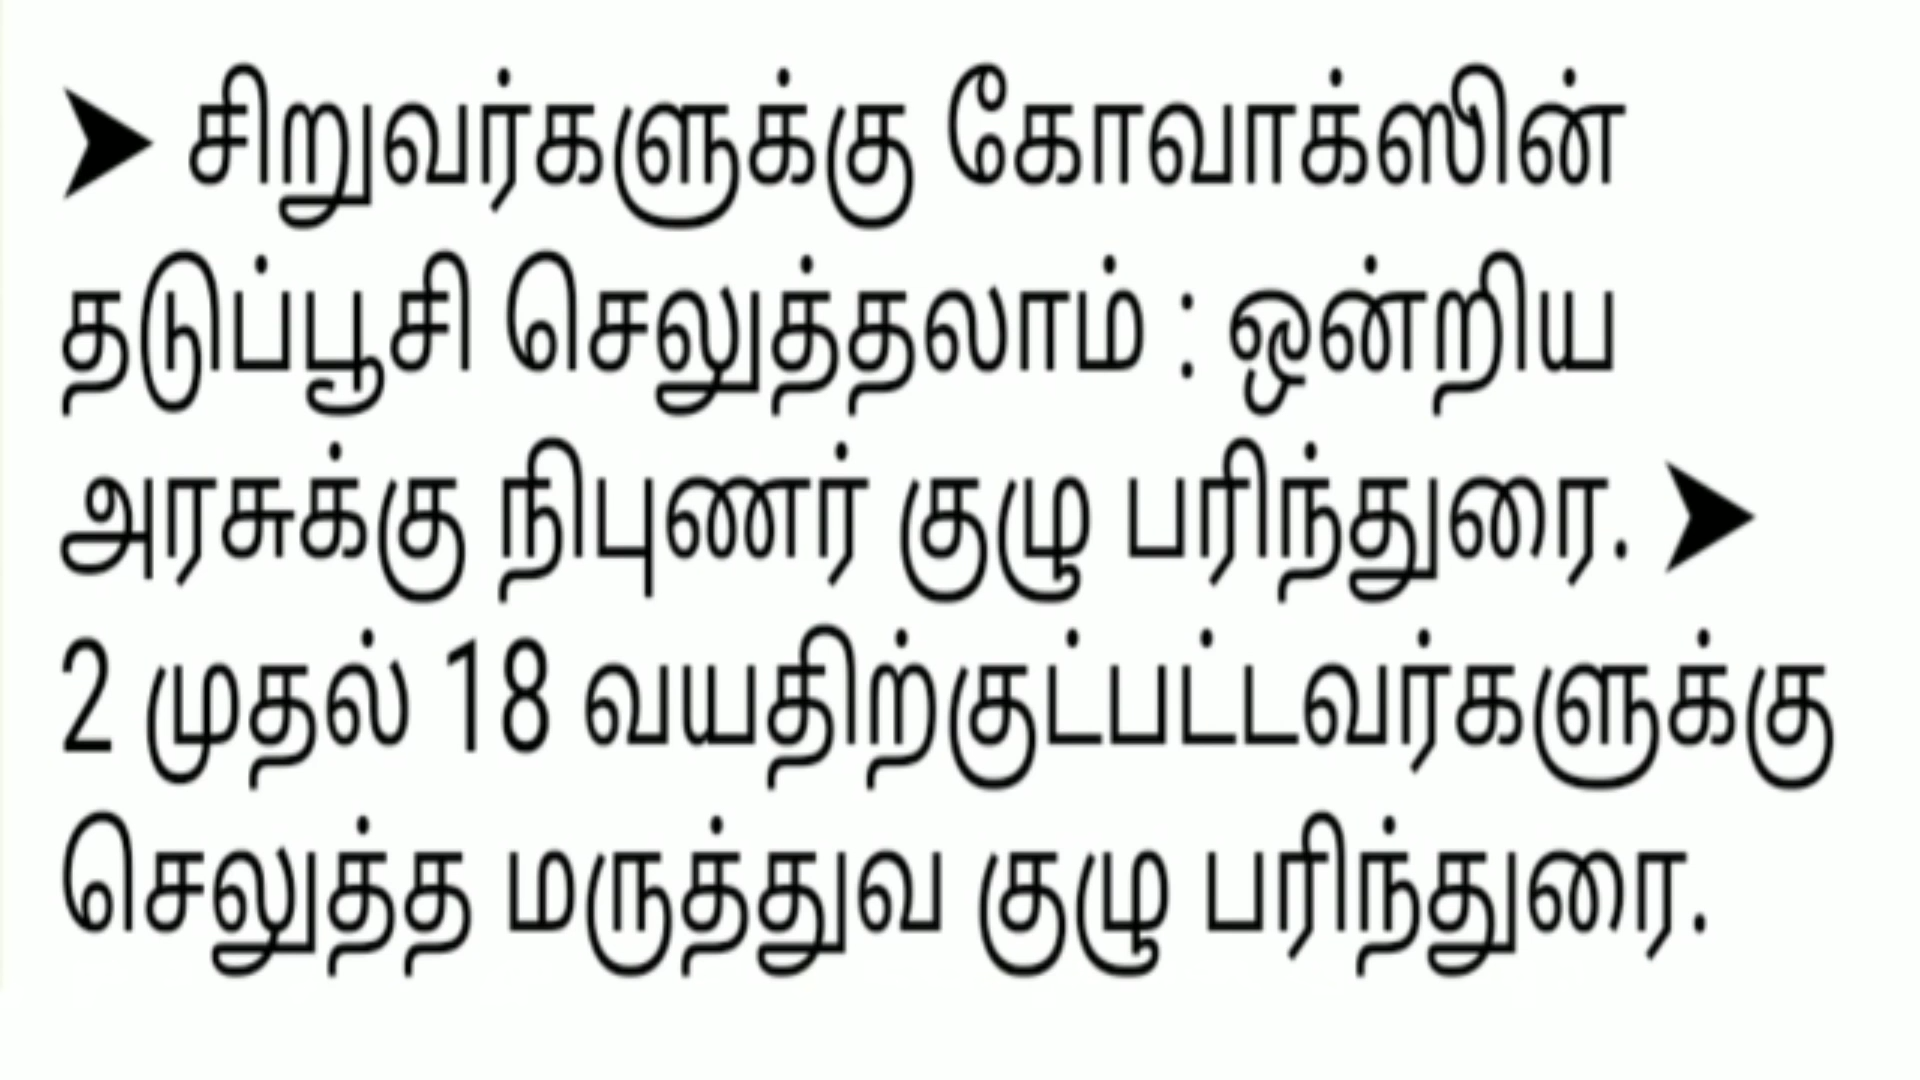 ➤ சிறுவர்களுக்கு கோவாக்ஸின்
தடுப்பூசி செலுத்தலாம் : ஒன்றிய
அரசுக்கு நிபுணர் குழு பரிந்துரை. ➤
2 முதல் 18 வயதிற்குட்பட்டவர்களுக்கு
செலுத்த மருத்துவ குழு பரிந்துரை.